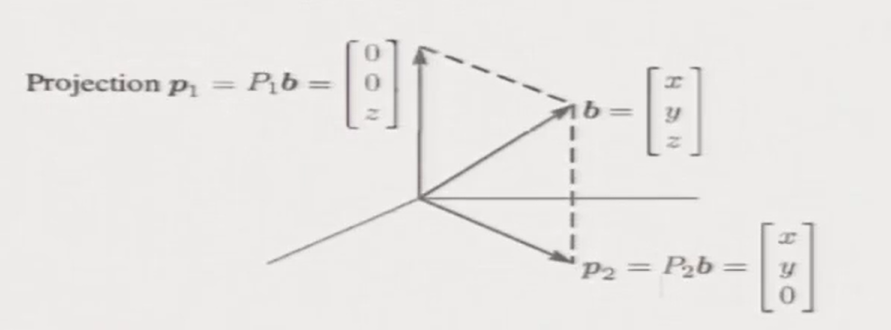 Projection p₁ = P₁b = [0 0 z]
b = [x y z]
p₂ = P₂b = [x y 0]